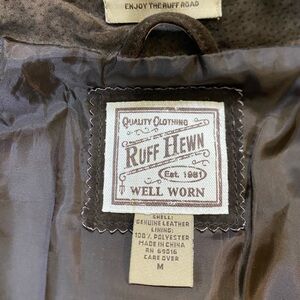 ENJOY THE RUFF ROAD
QUALITY CLOTHING
RUFF HEWN
Est. 1981
WELL WORN
SHELL:
GENUINE LEATHER
LINING:
100% POLYESTER
MADE IN CHINA
RN 69016
CARE OVER
M